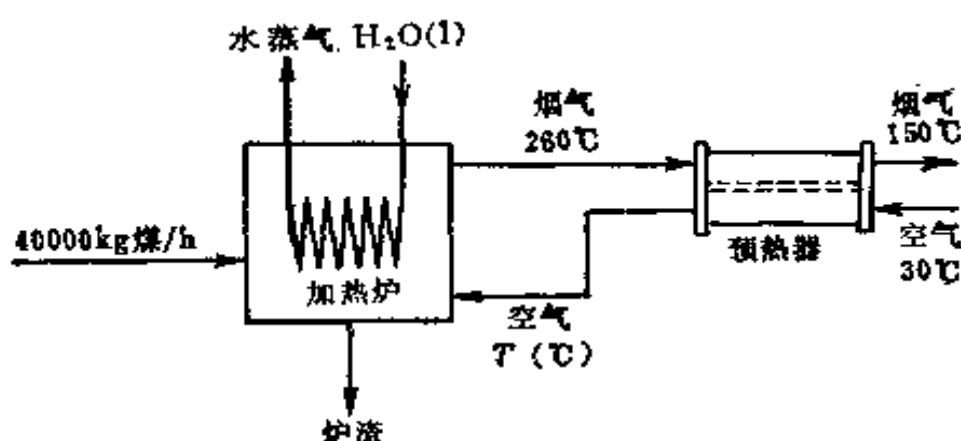 水蒸气 H₂O(l)
烟气
260℃
烟气
150℃
40000kg煤/h
加热炉
预热器
空气
30℃
空气
T (℃)
炉渣